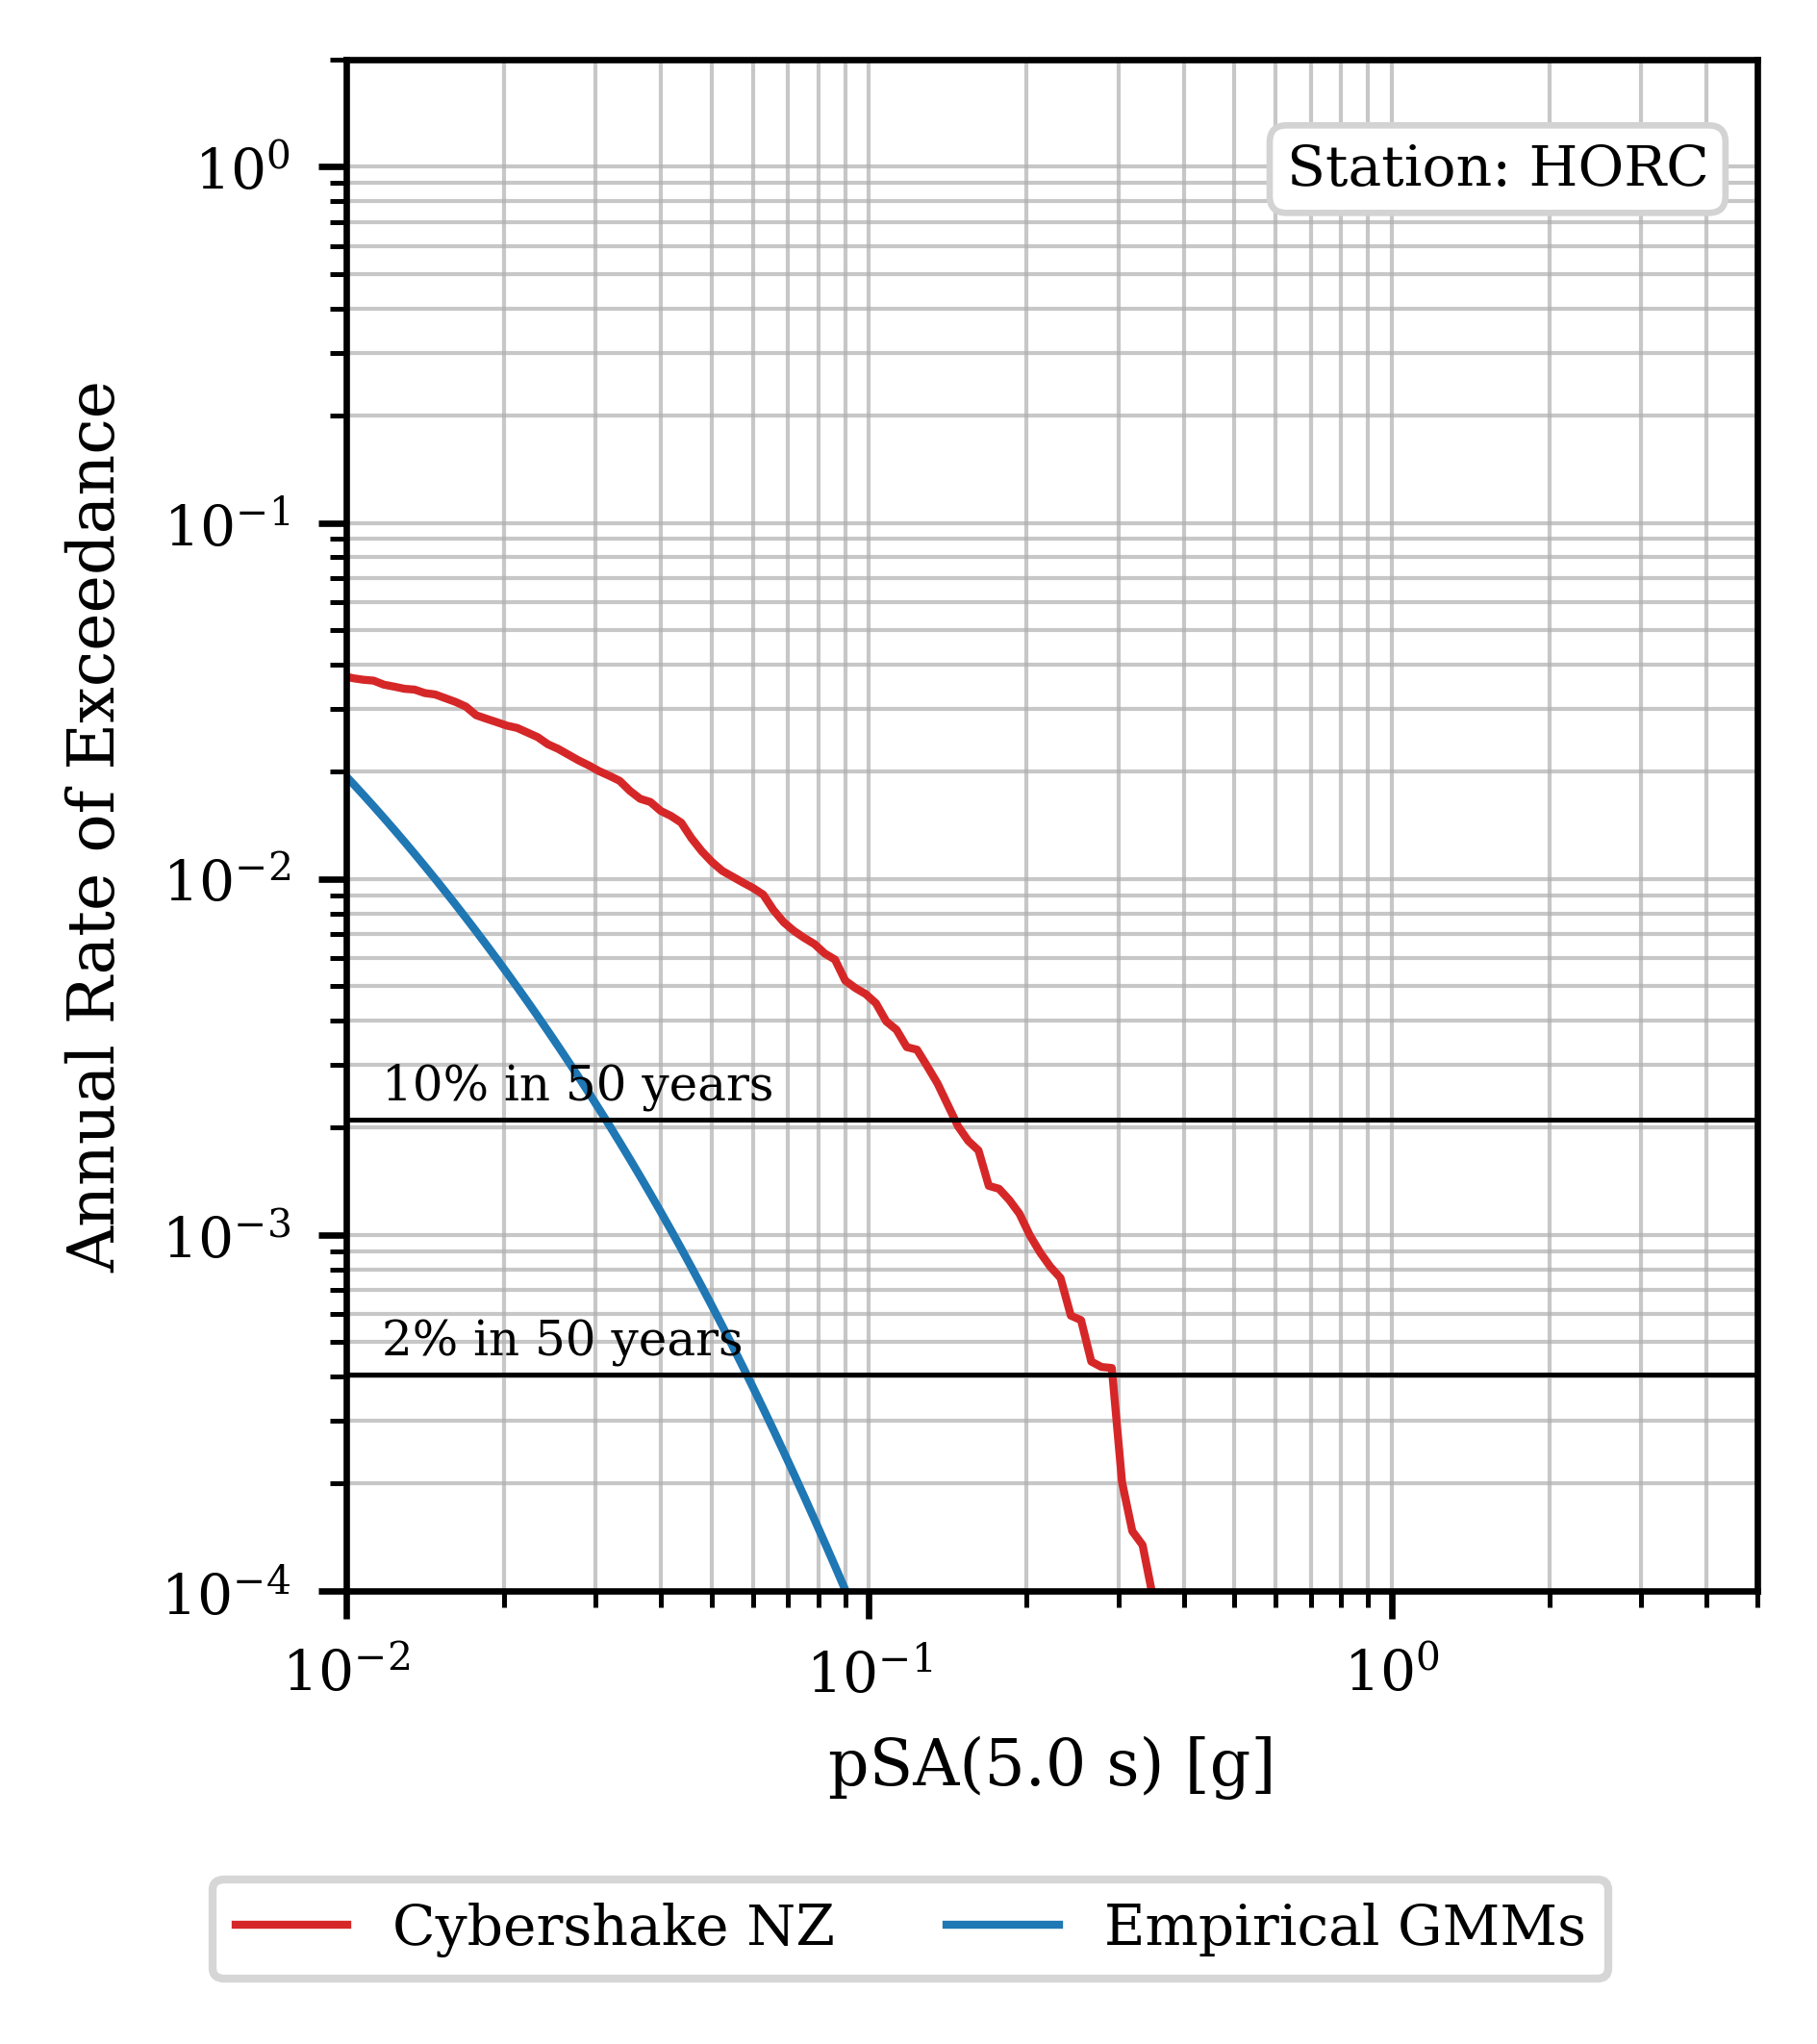 Station: HORC
10⁰
10⁻¹
10⁻²
10⁻³
10⁻⁴
Annual Rate of Exceedance
10% in 50 years
2% in 50 years
10⁻²
10⁻¹
10⁰
pSA(5.0 s) [g]
Cybershake NZ
Empirical GMMs